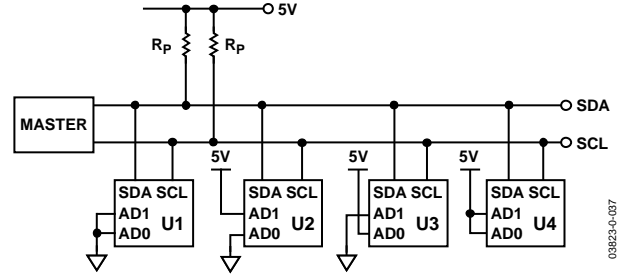 5V
RP RP
SDA
MASTER
SCL
5V 5V 5V
SDA SCL SDA SCL SDA SCL SDA SCL
AD1 AD1 AD1 AD1
U1 U2 U3 U4
AD0 AD0 AD0 AD0
03823-0-037